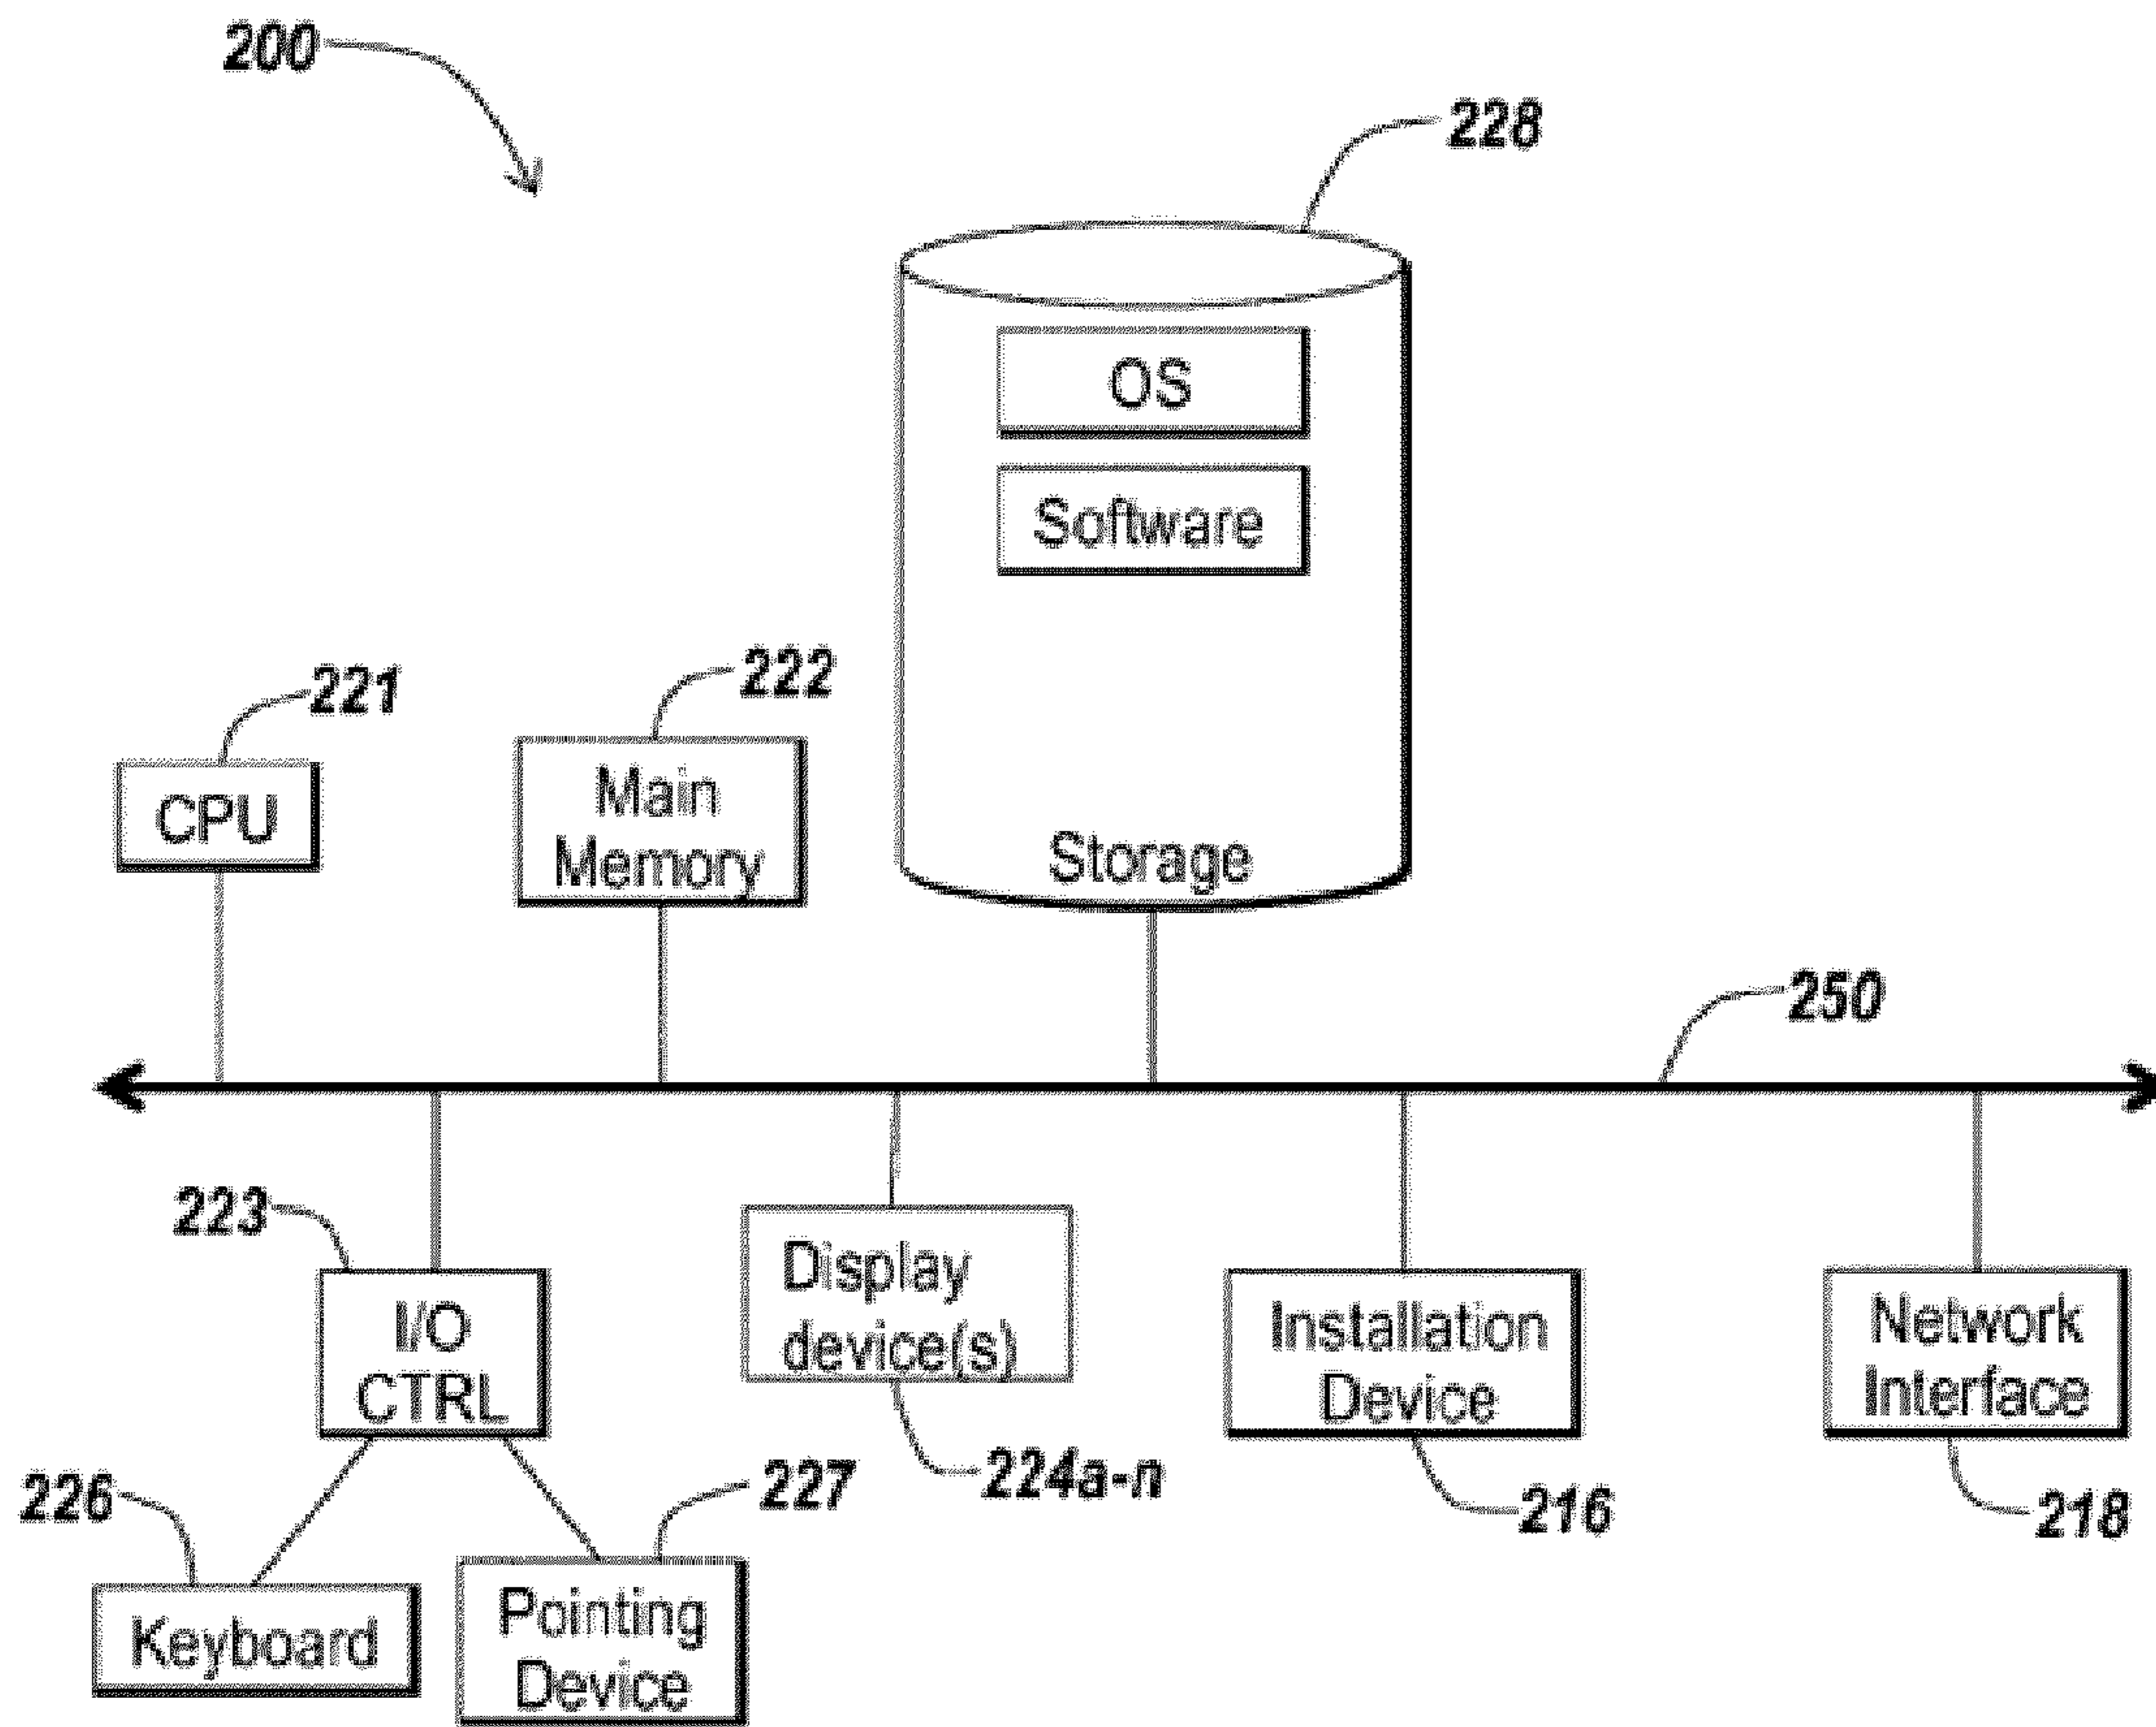 200
228
OS
Software
221
222
CPU
Main
Memory
Storage
250
223
I/O
CTRL
Display
device(s)
Installation
Device
Network
Interface
226
227
224a-n
216
218
Keyboard
Pointing
Device